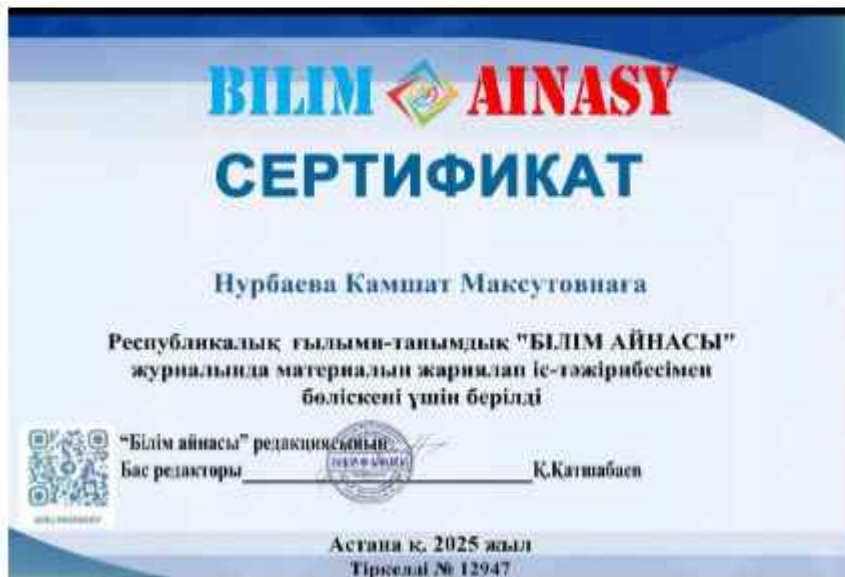 BILIM AINASY
СЕРТИФИКАТ
Нурбаева Камшат Максутовнаға
Республикалық ғылыми-танымдық "БІЛІМ АЙНАСЫ"
журналында материалын жариялап іс-тәжірибесімен
бөліскені үшін берілді
"Білім айнасы" редакциясының
Бас редакторы Қ.Катшабаев
Астана қ. 2025 жыл
Тіркелді № 12947